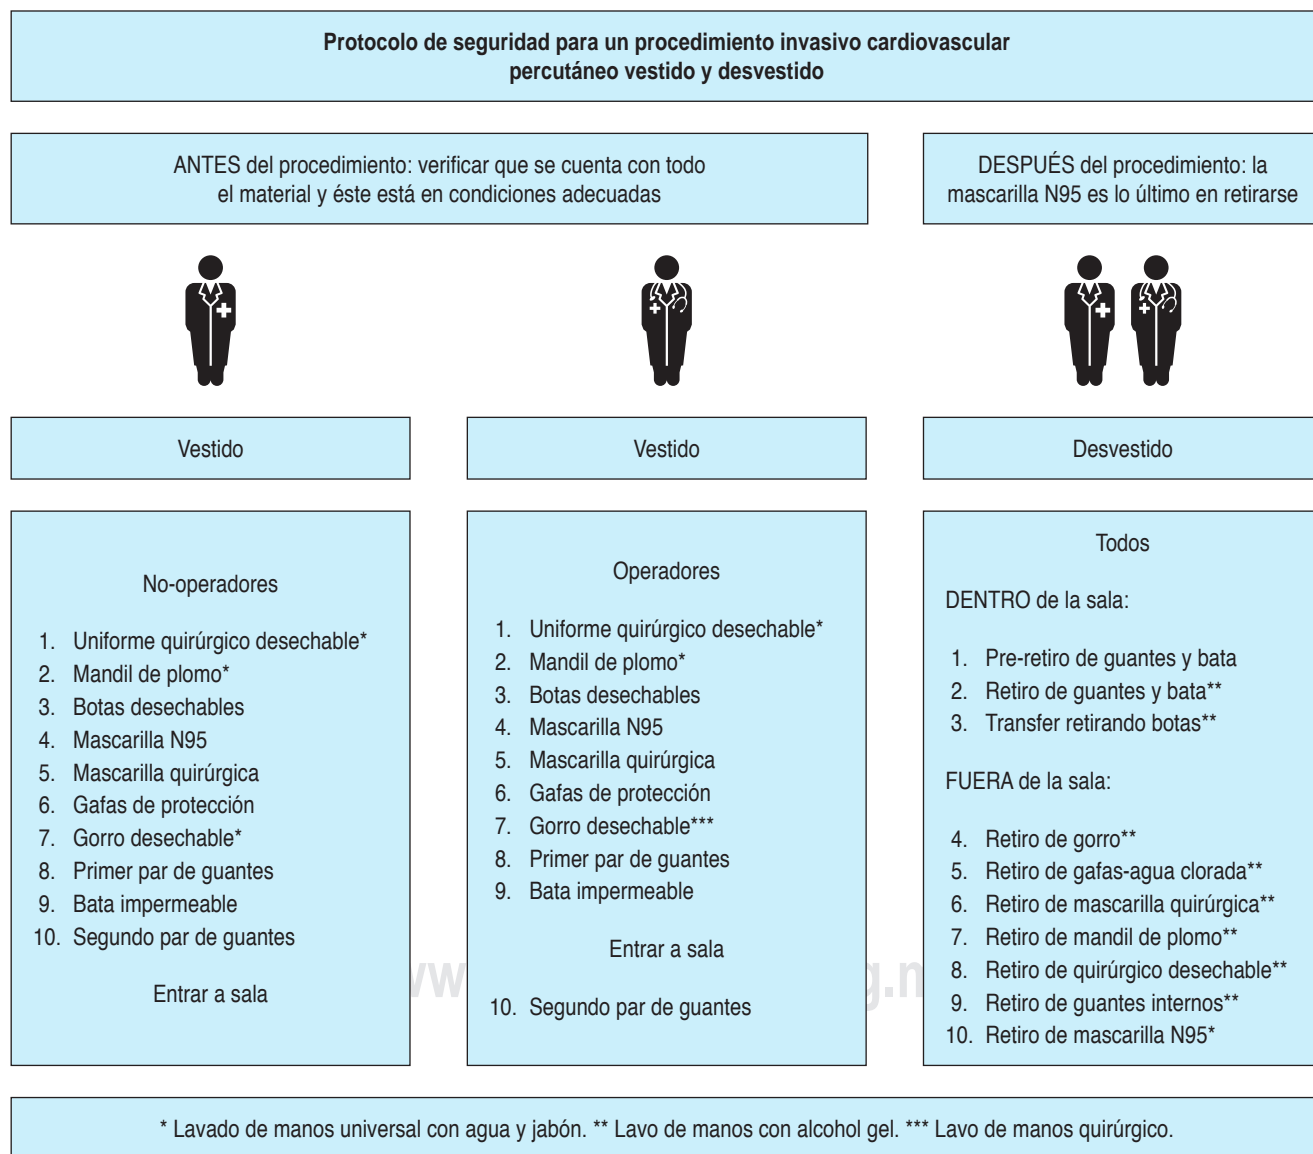 Protocolo de seguridad para un procedimiento invasivo cardiovascular
percutáneo vestido y desvestido
ANTES del procedimiento: verificar que se cuenta con todo
el material y éste está en condiciones adecuadas
DESPUÉS del procedimiento: la
mascarilla N95 es lo último en retirarse
Vestido
Vestido
Desvestido
No-operadores
1. Uniforme quirúrgico desechable*
2. Mandil de plomo*
3. Botas desechables
4. Mascarilla N95
5. Mascarilla quirúrgica
6. Gafas de protección
7. Gorro desechable*
8. Primer par de guantes
9. Bata impermeable
10. Segundo par de guantes
Entrar a sala
Operadores
1. Uniforme quirúrgico desechable*
2. Mandil de plomo*
3. Botas desechables
4. Mascarilla N95
5. Mascarilla quirúrgica
6. Gafas de protección
7. Gorro desechable***
8. Primer par de guantes
9. Bata impermeable
Entrar a sala
10. Segundo par de guantes
Todos
DENTRO de la sala:
1. Pre-retiro de guantes y bata
2. Retiro de guantes y bata**
3. Transfer retirando botas**
FUERA de la sala:
4. Retiro de gorro**
5. Retiro de gafas-agua clorada**
6. Retiro de mascarilla quirúrgica**
7. Retiro de mandil de plomo**
8. Retiro de quirúrgico desechable**
9. Retiro de guantes internos**
10. Retiro de mascarilla N95*
* Lavado de manos universal con agua y jabón. ** Lavo de manos con alcohol gel. *** Lavo de manos quirúrgico.